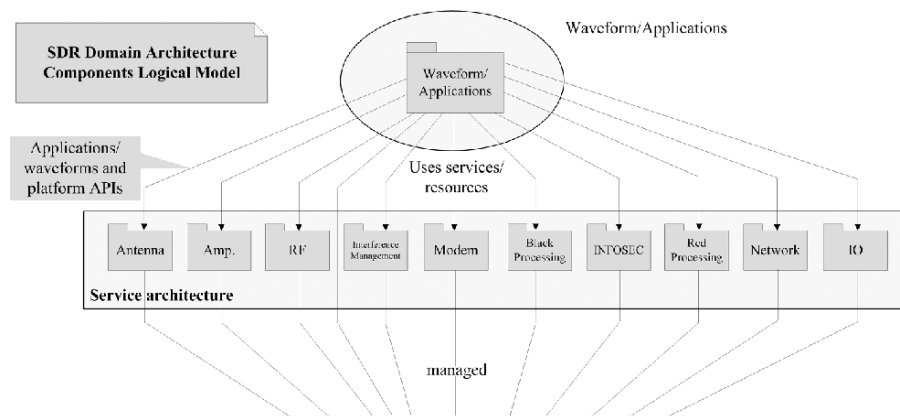 SDR Domain Architecture
Components Logical Model
Waveform/Applications
Waveform/
Applications
Applications/
waveforms and
platform APIs
Uses services/
resources
Antenna
Amp.
RF
Interference
Management
Modem
Black
Processing
INFOSEC
Red
Processing
Network
IO
Service architecture
managed